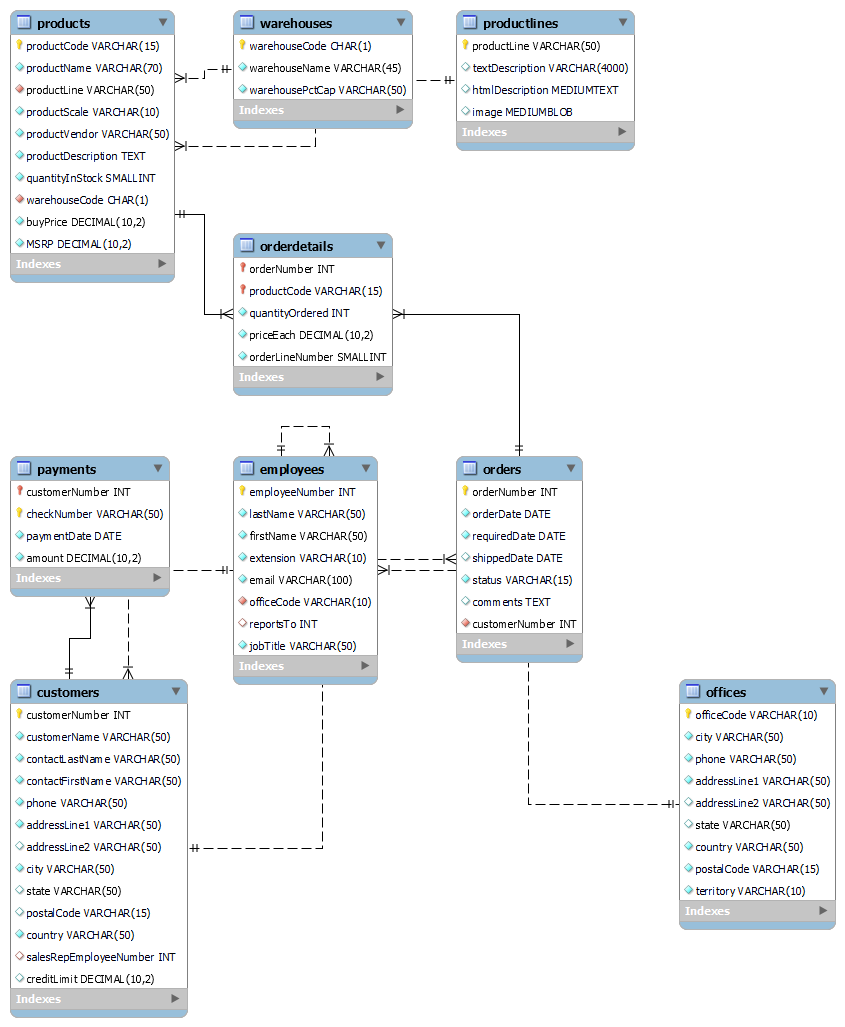 products
productCode VARCHAR(15)
productName VARCHAR(70)
productLine VARCHAR(50)
productScale VARCHAR(10)
productVendor VARCHAR(50)
productDescription TEXT
quantityInStock SMALLINT
warehouseCode CHAR(1)
buyPrice DECIMAL(10,2)
MSRP DECIMAL(10,2)
Indexes
warehouses
warehouseCode CHAR(1)
warehouseName VARCHAR(45)
warehousePctCap VARCHAR(50)
Indexes
productlines
productLine VARCHAR(50)
textDescription VARCHAR(4000)
htmlDescription MEDIUMTEXT
image MEDIUMBLOB
Indexes
orderdetails
orderNumber INT
productCode VARCHAR(15)
quantityOrdered INT
priceEach DECIMAL(10,2)
orderLineNumber SMALLINT
Indexes
payments
customerNumber INT
checkNumber VARCHAR(50)
paymentDate DATE
amount DECIMAL(10,2)
Indexes
employees
employeeNumber INT
lastName VARCHAR(50)
firstName VARCHAR(50)
extension VARCHAR(10)
email VARCHAR(100)
officeCode VARCHAR(10)
reportsTo INT
jobTitle VARCHAR(50)
Indexes
orders
orderNumber INT
orderDate DATE
requiredDate DATE
shippedDate DATE
status VARCHAR(15)
comments TEXT
customerNumber INT
Indexes
customers
customerNumber INT
customerName VARCHAR(50)
contactLastName VARCHAR(50)
contactFirstName VARCHAR(50)
phone VARCHAR(50)
addressLine1 VARCHAR(50)
addressLine2 VARCHAR(50)
city VARCHAR(50)
state VARCHAR(50)
postalCode VARCHAR(15)
country VARCHAR(50)
salesRepEmployeeNumber INT
creditLimit DECIMAL(10,2)
Indexes
offices
officeCode VARCHAR(10)
city VARCHAR(50)
phone VARCHAR(50)
addressLine1 VARCHAR(50)
addressLine2 VARCHAR(50)
state VARCHAR(50)
country VARCHAR(50)
postalCode VARCHAR(15)
territory VARCHAR(10)
Indexes